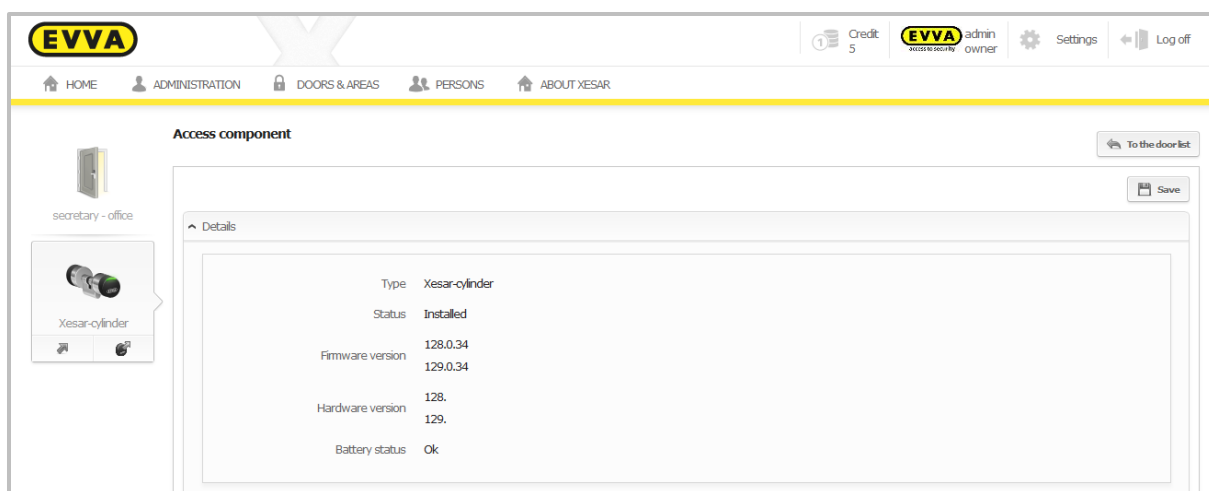 EVVA
Credit
5
EVVA
access to security
admin
owner
Settings
Log off
HOME
ADMINISTRATION
DOORS & AREAS
PERSONS
ABOUT XESAR
Access component
To the door list
secretary - office
Save
Details
Xesar-cylinder
Type Xesar-cylinder
Status Installed
Firmware version 128.0.34
129.0.34
Hardware version 128.
129.
Battery status Ok